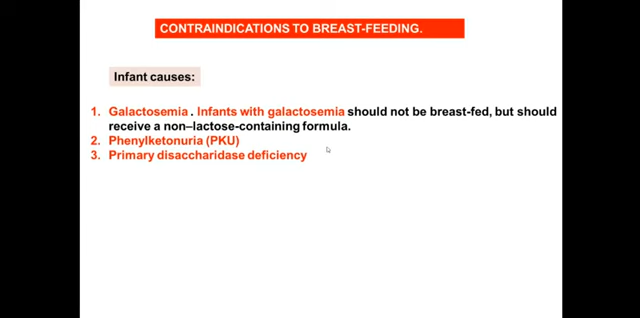 CONTRAINDICATIONS TO BREAST-FEEDING.
Infant causes:
1. Galactosemia . Infants with galactosemia should not be breast-fed, but should
receive a non–lactose-containing formula.
2. Phenylketonuria (PKU)
3. Primary disaccharidase deficiency